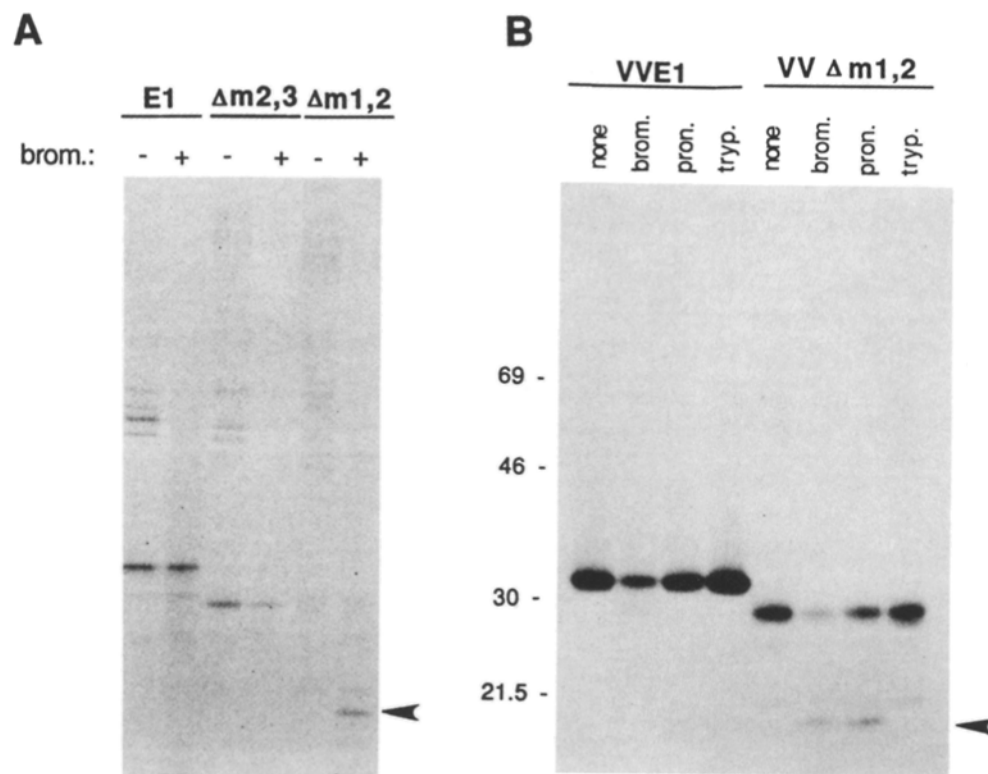 A
E1 Δm2,3 Δm1,2
brom.: - + - + - +
B
VVE1 VV Δm1,2
none brom. pron. tryp. none brom. pron. tryp.
69 -
46 -
30 -
21.5 -